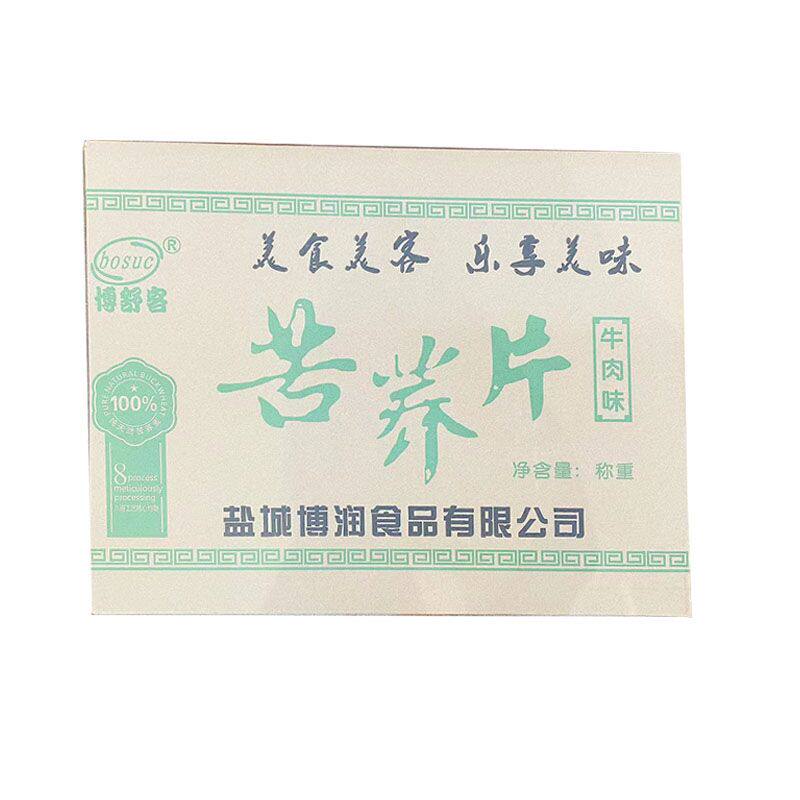 美食美客 乐享美味
bosuc®
博舒客
苦荞片
牛肉味
PURE NATURAL BUCKWHEAT
100%
8 process
meticulously
processing
净含量：称重
盐城博润食品有限公司